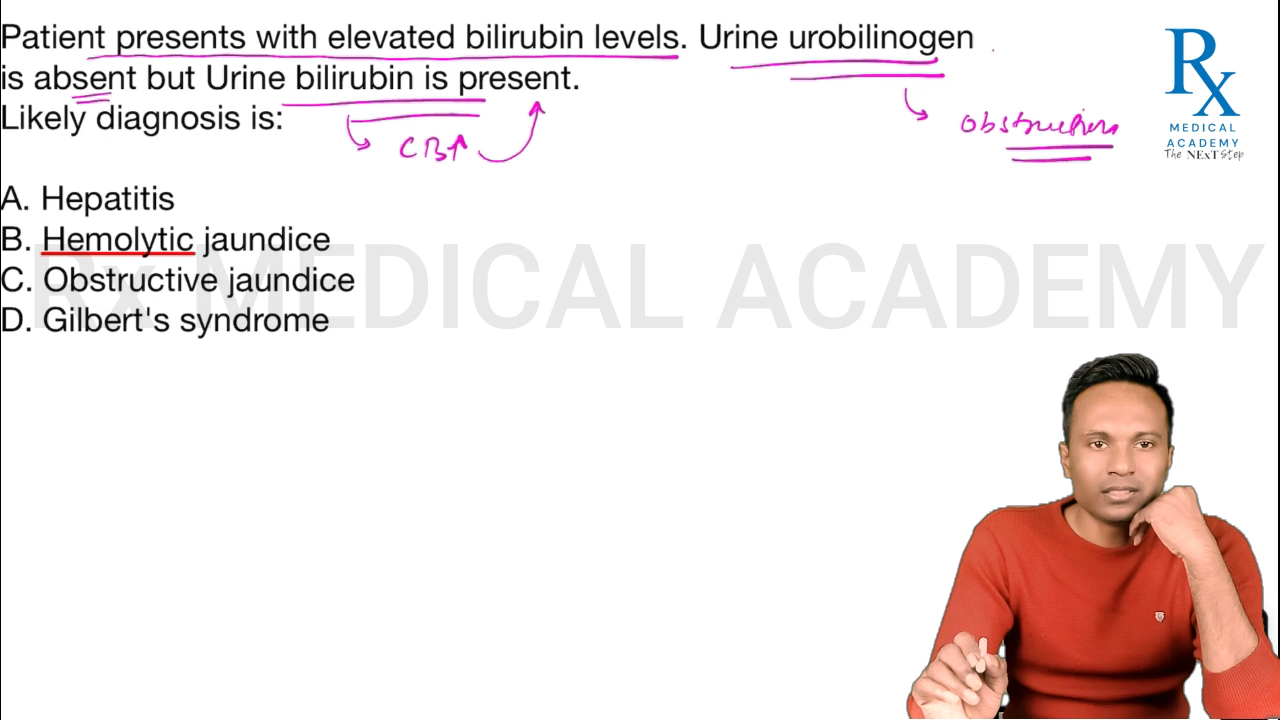 Patient presents with elevated bilirubin levels. Urine urobilinogen
is absent but Urine bilirubin is present.
Likely diagnosis is:
CB↑
Obstruction
A. Hepatitis
B. Hemolytic jaundice
C. Obstructive jaundice
D. Gilbert's syndrome
Rx MEDICAL ACADEMY
Rx
MEDICAL
ACADEMY
The NExT Step